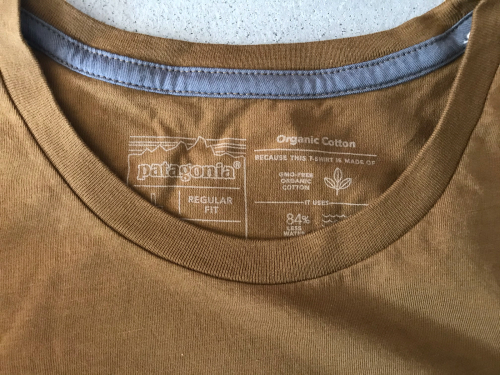 patagonia®
L
REGULAR
FIT
Organic Cotton
BECAUSE THIS T-SHIRT IS MADE OF
GMO-FREE
ORGANIC
COTTON
IT USES
84%
LESS
WATER